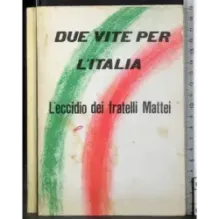 DUE VITE PER
L'ITALIA
L'eccidio dei fratelli Mattei